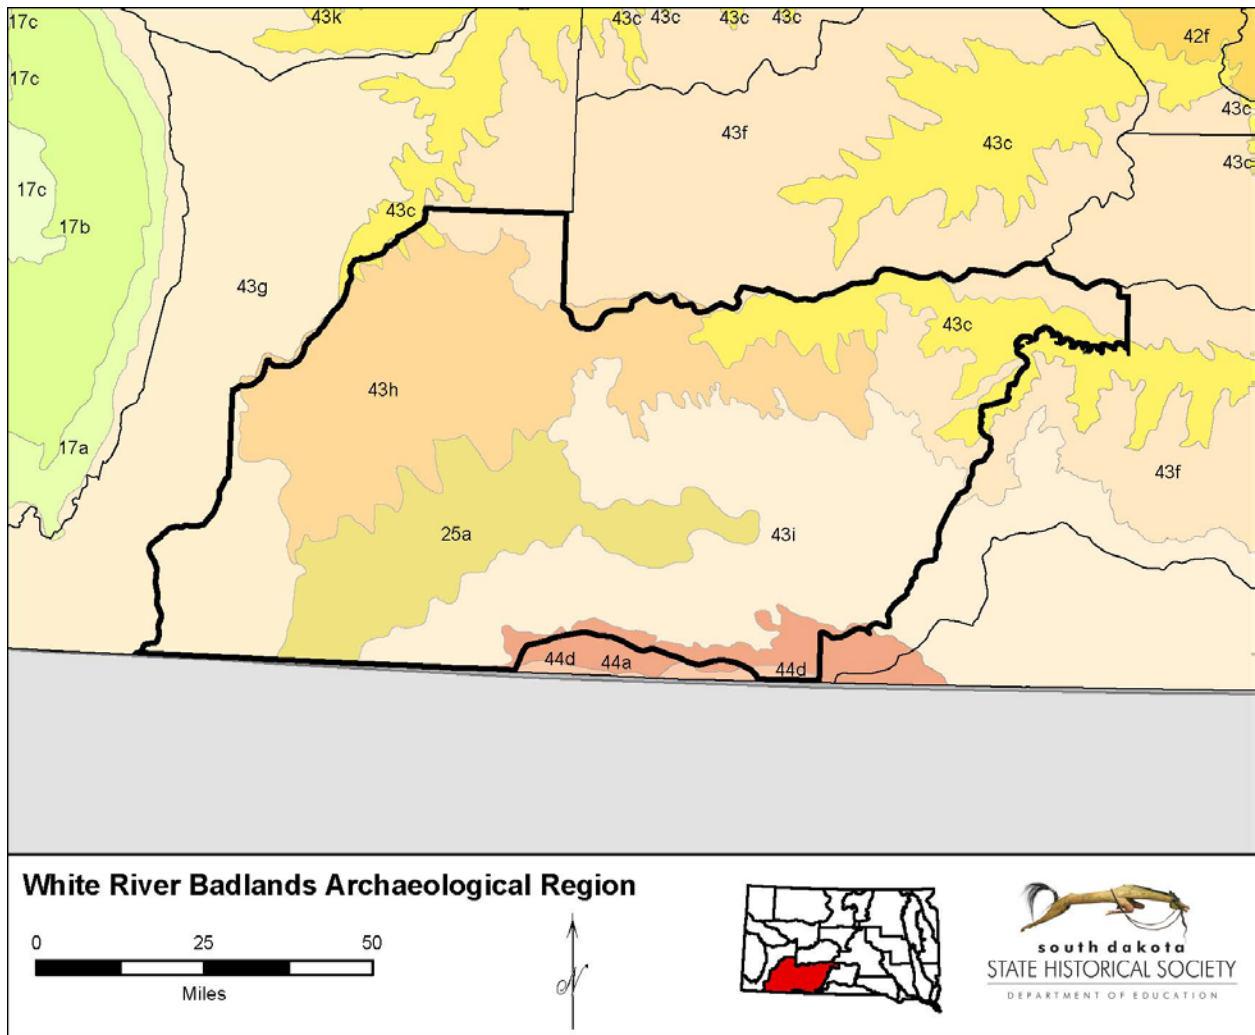 17c
43k
43c
43c
43c
43c
42f
17c
43c
43f
43c
43c
17c
43c
17b
43g
43c
43h
17a
43f
25a
43i
44d
44a
44d
White River Badlands Archaeological Region
0
25
50
Miles
N
south dakota
STATE HISTORICAL SOCIETY
DEPARTMENT OF EDUCATION